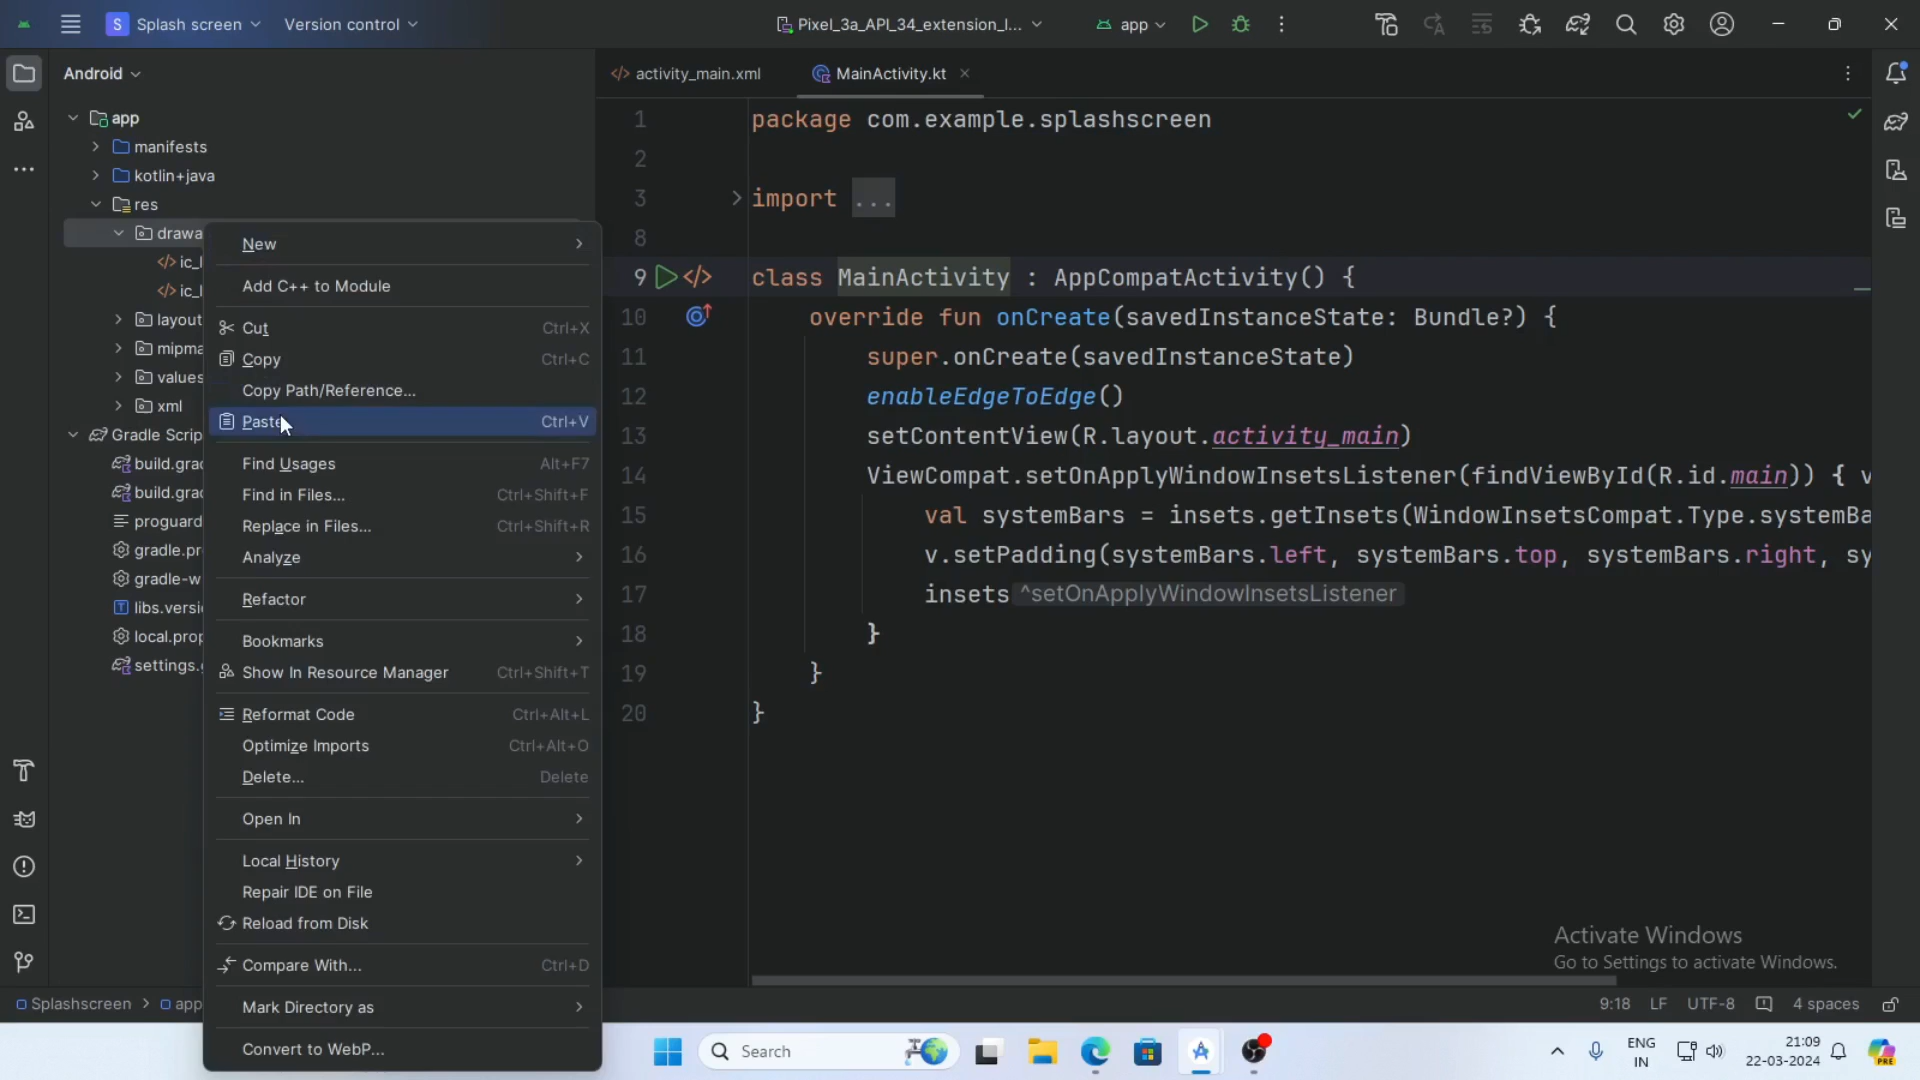 S Splash screen
Version control
Pixel_3a_API_34_extension_l...
app
Android
activity_main.xml
MainActivity.kt
app
manifests
kotlin+java
res
drawa
ic_l
ic_l
layout
mipma
values
xml
Gradle Scrip
build.grad
build.grad
proguard
gradle.pr
gradle-w
libs.versi
local.prop
settings.g
New
Add C++ to Module
Cut Ctrl+X
Copy Ctrl+C
Copy Path/Reference...
Paste Ctrl+V
Find Usages Alt+F7
Find in Files... Ctrl+Shift+F
Replace in Files... Ctrl+Shift+R
Analyze
Refactor
Bookmarks
Show In Resource Manager Ctrl+Shift+T
Reformat Code Ctrl+Alt+L
Optimize Imports Ctrl+Alt+O
Delete... Delete
Open In
Local History
Repair IDE on File
Reload from Disk
Compare With... Ctrl+D
Mark Directory as
Convert to WebP...
1 package com.example.splashscreen
2
3 import ...
8
9 class MainActivity : AppCompatActivity() {
10 override fun onCreate(savedInstanceState: Bundle?) {
11 super.onCreate(savedInstanceState)
12 enableEdgeToEdge()
13 setContentView(R.layout.activity_main)
14 ViewCompat.setOnApplyWindowInsetsListener(findViewById(R.id.main)) { v
15 val systemBars = insets.getInsets(WindowInsetsCompat.Type.systemBa
16 v.setPadding(systemBars.left, systemBars.top, systemBars.right, sy
17 insets ^setOnApplyWindowInsetsListener
18 }
19 }
20 }
Activate Windows
Go to Settings to activate Windows.
Splashscreen > app
9:18 LF UTF-8 4 spaces
Search
ENG
IN
21:09
22-03-2024
PRE